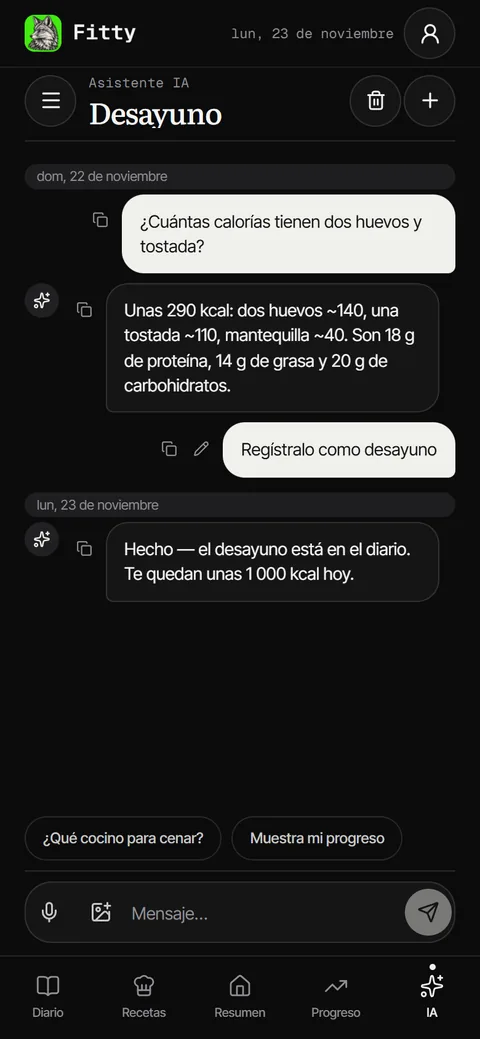 Fitty
lun, 23 de noviembre
Asistente IA
Desayuno
dom, 22 de noviembre
¿Cuántas calorías tienen dos huevos y
tostada?
Unas 290 kcal: dos huevos ~140, una
tostada ~110, mantequilla ~40. Son 18 g
de proteína, 14 g de grasa y 20 g de
carbohidratos.
Regístralo como desayuno
lun, 23 de noviembre
Hecho — el desayuno está en el diario.
Te quedan unas 1 000 kcal hoy.
¿Qué cocino para cenar?
Muestra mi progreso
Mensaje...
Diario
Recetas
Resumen
Progreso
IA